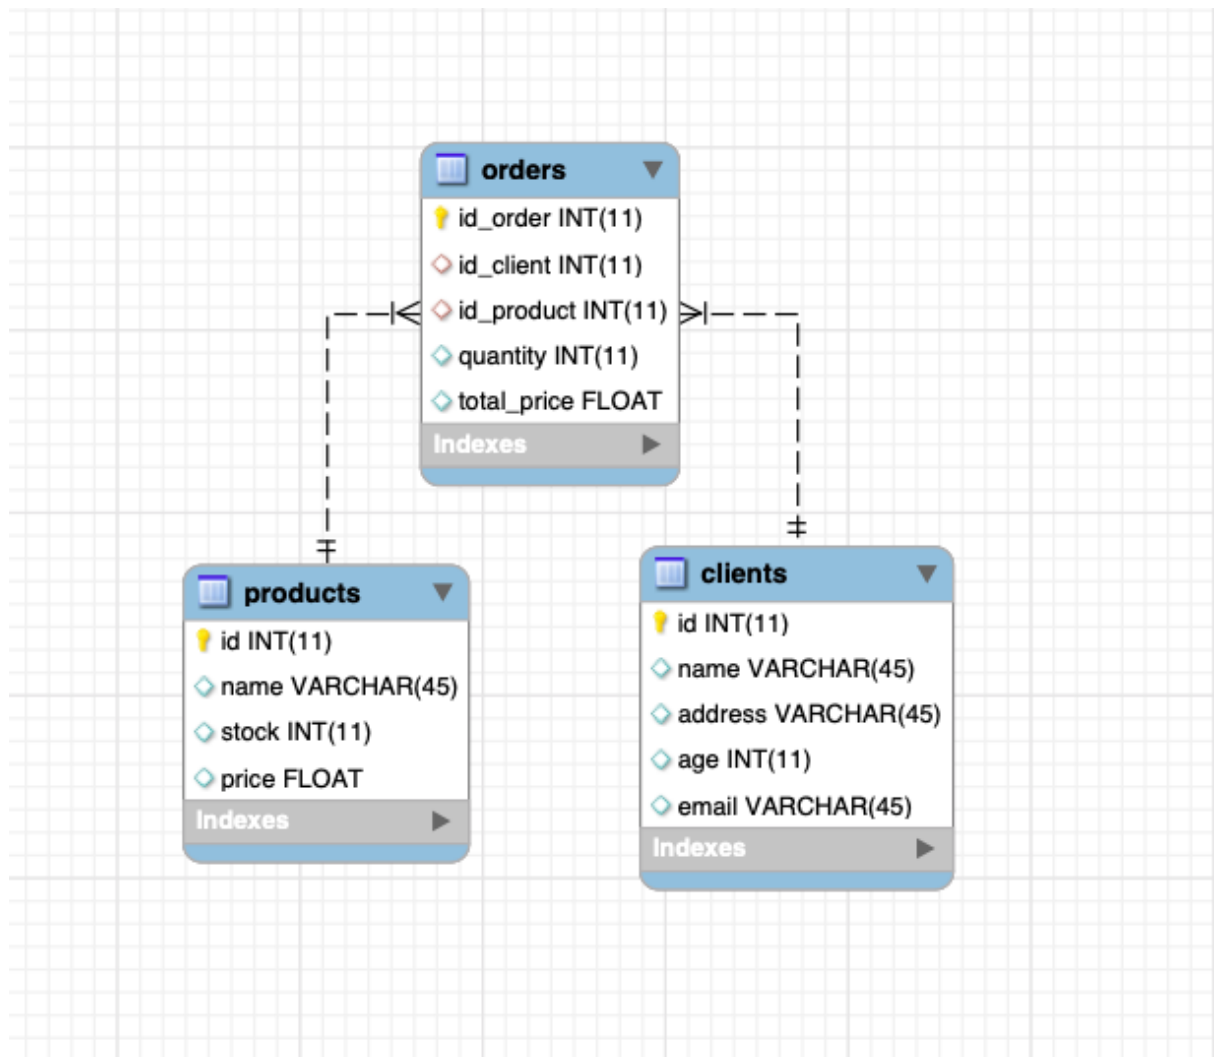 orders
id_order INT(11)
id_client INT(11)
id_product INT(11)
quantity INT(11)
total_price FLOAT
Indexes
products
id INT(11)
name VARCHAR(45)
stock INT(11)
price FLOAT
Indexes
clients
id INT(11)
name VARCHAR(45)
address VARCHAR(45)
age INT(11)
email VARCHAR(45)
Indexes